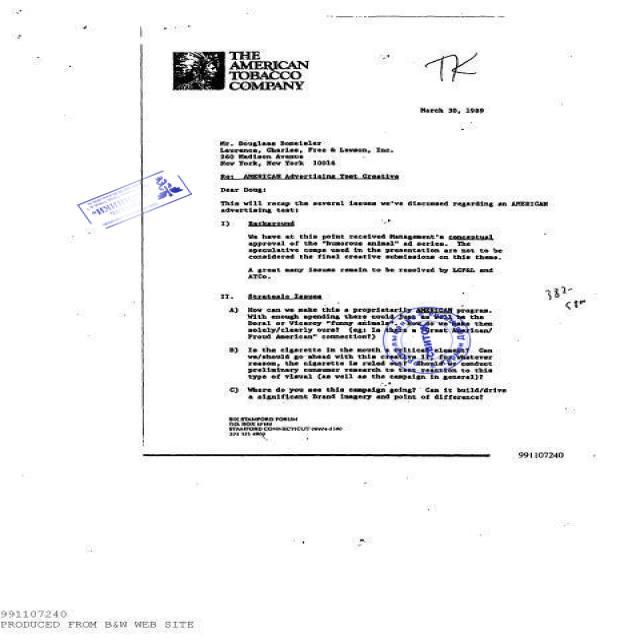 THE
AMERICAN
TOBACCO
COMPANY
TK
March 30, 1989
Mr. Douglass
Lawrence, Charles, Free & Lawson, Inc.
260 Madison Avenue
New York, New York 10016
Re: AMERICAN Advertising Test Creative
Dear Doug:
This will recap the several issues we've discussed regarding an AMERICAN
advertising test:
I) Background
We have at this point received Management's conceptual
approval of the "humorous animal" ad series. The
speculative comps used in the presentation are not to be
considered the final creative submissions on this theme.
A great many issues remain to be resolved by LCF&L and
ATCo.
II. Strategic Issues
A) How can we make this a proprietarily AMERICAN program.
With enough spending there could just as well be the
Doral or Viceroy "funny animals". How do we make them
solely/clearly ours? (eg: Is there a Great American/
Proud American" connection?)
B) Is the cigarette in the mouth a critical element? Can
we/should go ahead with this creative if, for whatever
reason, the cigarette is ruled out? Should we conduct
preliminary consumer research to test reaction to this
type of visual (as well as the campaign in general)?
C) Where do you see this campaign going? Can it build/drive
a significant Brand imagery and point of difference?
382-
SIX STAMFORD FORUM
P.O. BOX
STAMFORD CONNECTICUT
991107240
991107240
PRODUCED FROM B&W WEB SITE